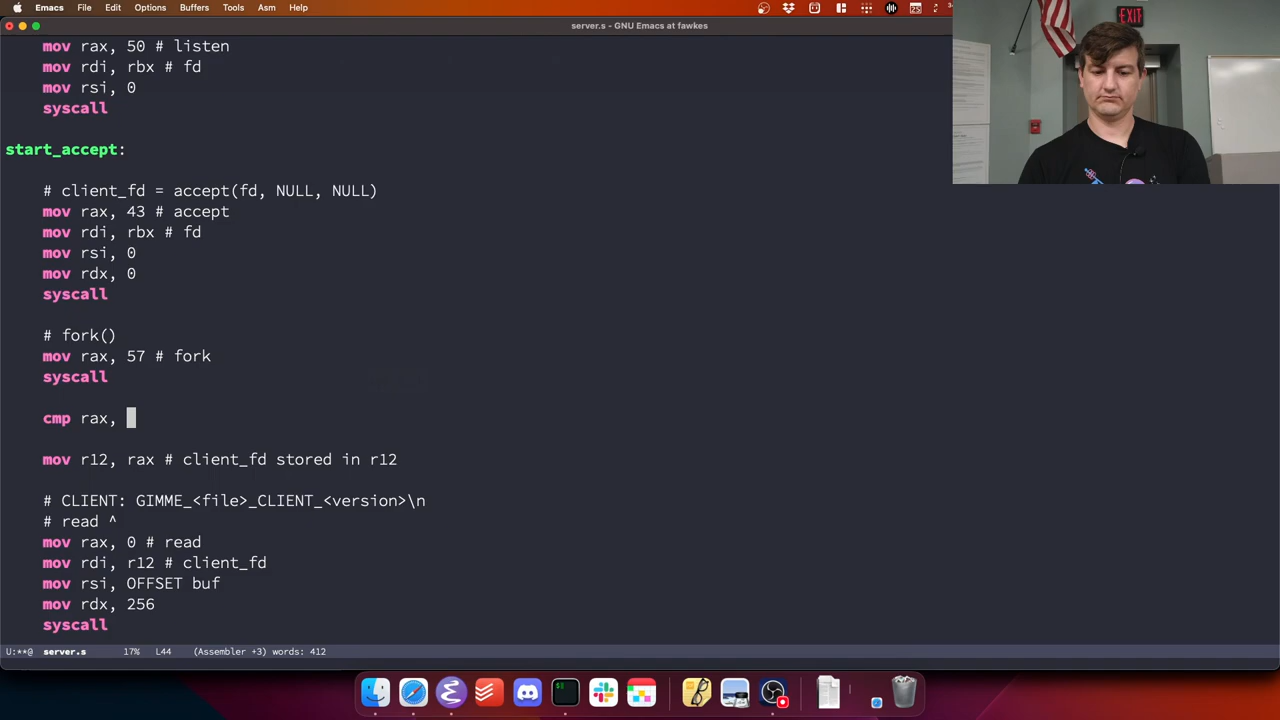 Emacs File Edit Options Buffers Tools Asm Help
server.s - GNU Emacs at fawkes
mov rax, 50 # listen
mov rdi, rbx # fd
mov rsi, 0
syscall
start_accept:
# client_fd = accept(fd, NULL, NULL)
mov rax, 43 # accept
mov rdi, rbx # fd
mov rsi, 0
mov rdx, 0
syscall
# fork()
mov rax, 57 # fork
syscall
cmp rax,
mov r12, rax # client_fd stored in r12
# CLIENT: GIMME_<file>_CLIENT_<version>\n
# read ^
mov rax, 0 # read
mov rdi, r12 # client_fd
mov rsi, OFFSET buf
mov rdx, 256
syscall
U:**@ server.s 17% L44 (Assembler +3) words: 412
EXIT